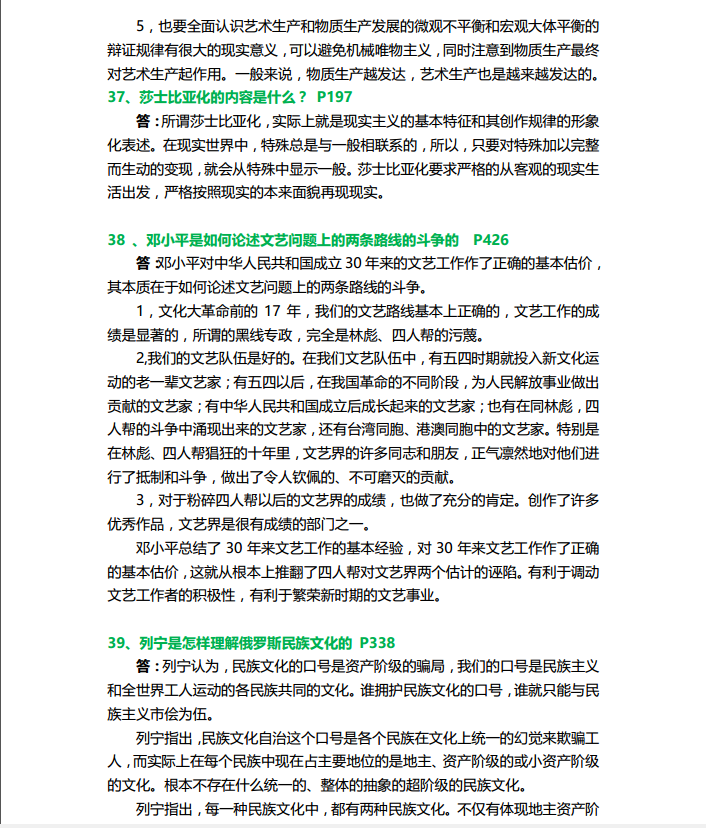 5，也要全面认识艺术生产和物质生产发展的微观不平衡和宏观大体平衡的
辩证规律有很大的现实意义，可以避免机械唯物主义，同时注意到物质生产最终
对艺术生产起作用。一般来说，物质生产越发达，艺术生产也是越来越发达的。
37、莎士比亚化的内容是什么？ P197
答：所谓莎士比亚化，实际上就是现实主义的基本特征和其创作规律的形象
化表述。在现实世界中，特殊总是与一般相联系的，所以，只要对特殊加以完整
而生动的变现，就会从特殊中显示一般。莎士比亚化要求严格的从客观的现实生
活出发，严格按照现实的本来面貌再现现实。
38 、邓小平是如何论述文艺问题上的两条路线的斗争的 P426
答：邓小平对中华人民共和国成立 30 年来的文艺工作作了正确的基本估价，
其本质在于如何论述文艺问题上的两条路线的斗争。
1，文化大革命前的 17 年，我们的文艺路线基本上正确的，文艺工作的成
绩是显著的，所谓的黑线专政，完全是林彪、四人帮的污蔑。
2,我们的文艺队伍是好的。在我们文艺队伍中，有五四时期就投入新文化运
动的老一辈文艺家；有五四以后，在我国革命的不同阶段，为人民解放事业做出
贡献的文艺家；有中华人民共和国成立后成长起来的文艺家；也有在同林彪，四
人帮的斗争中涌现出来的文艺家，还有台湾同胞、港澳同胞中的文艺家。特别是
在林彪、四人帮猖狂的十年里，文艺界的许多同志和朋友，正气凛然地对他们进
行了抵制和斗争，做出了令人钦佩的、不可磨灭的贡献。
3，对于粉碎四人帮以后的文艺界的成绩，也做了充分的肯定。创作了许多
优秀作品，文艺界是很有成绩的部门之一。
邓小平总结了 30 年来文艺工作的基本经验，对 30 年来文艺工作作了正确
的基本估价，这就从根本上推翻了四人帮对文艺界两个估计的诬陷。有利于调动
文艺工作者的积极性，有利于繁荣新时期的文艺事业。
39、列宁是怎样理解俄罗斯民族文化的 P338
答：列宁认为，民族文化的口号是资产阶级的骗局，我们的口号是民族主义
和全世界工人运动的各民族共同的文化。谁拥护民族文化的口号，谁就只能与民
族主义市侩为伍。
列宁指出，民族文化自治这个口号是各个民族在文化上统一的幻觉来欺骗工
人，而实际上在每个民族中现在占主要地位的是地主、资产阶级的或小资产阶级
的文化。根本不存在什么统一的、整体的抽象的超阶级的民族文化。
列宁指出，每一种民族文化中，都有两种民族文化。不仅有体现地主资产阶